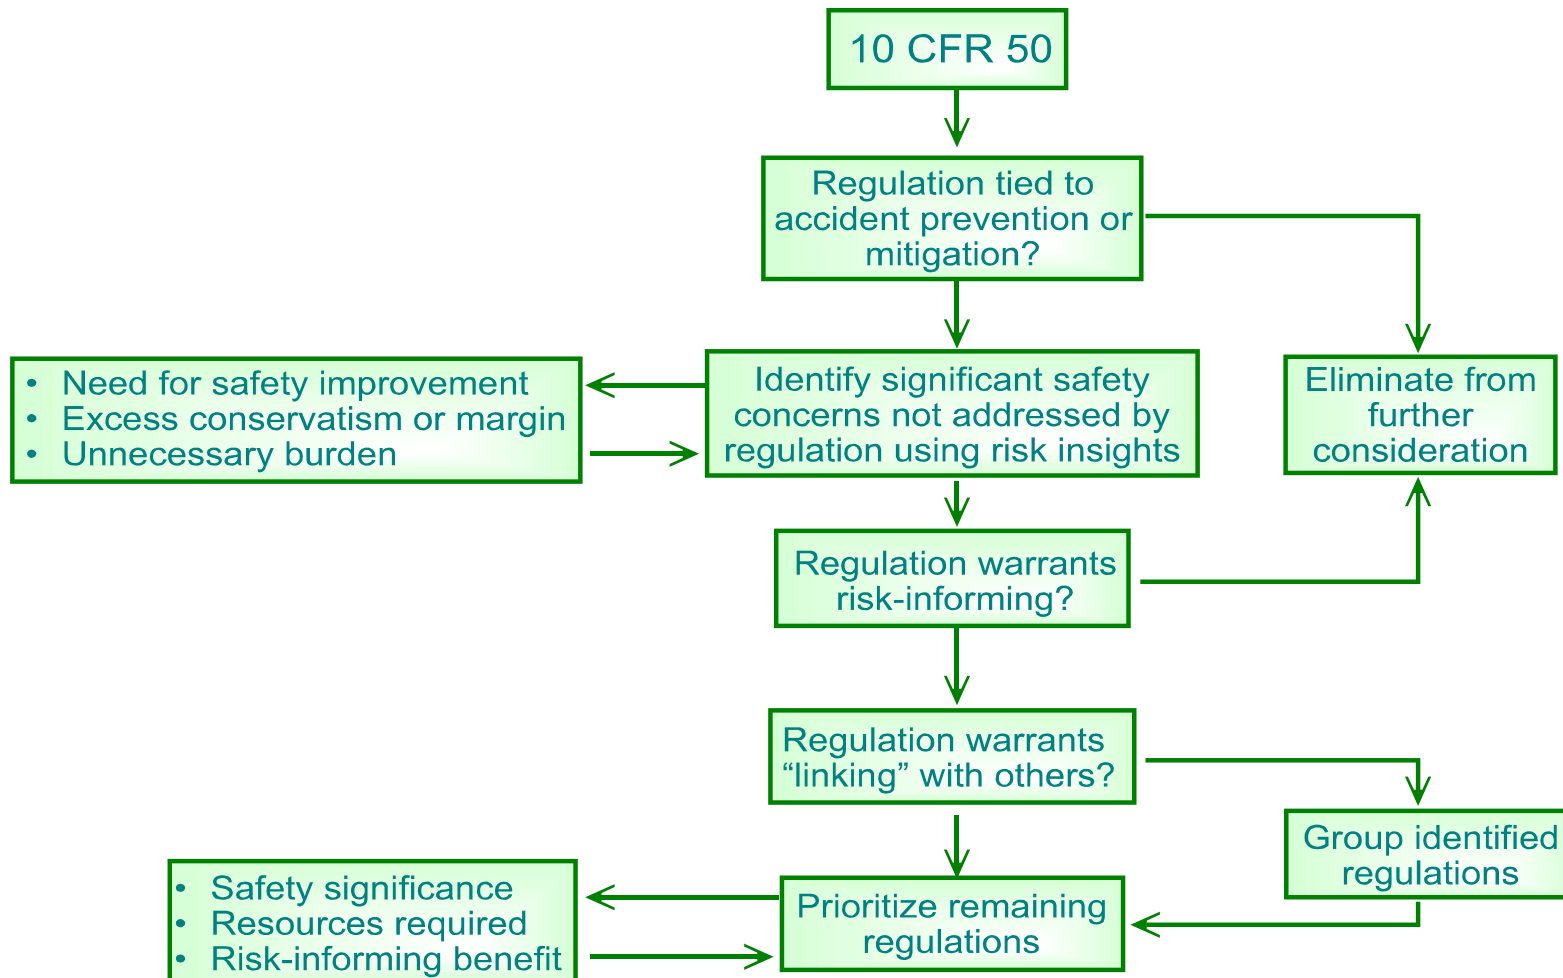 10 CFR 50
Regulation tied to
accident prevention or
mitigation?
• Need for safety improvement
• Excess conservatism or margin
• Unnecessary burden
Identify significant safety
concerns not addressed by
regulation using risk insights
Eliminate from
further
consideration
Regulation warrants
risk-informing?
Regulation warrants
“linking” with others?
Group identified
regulations
• Safety significance
• Resources required
• Risk-informing benefit
Prioritize remaining
regulations